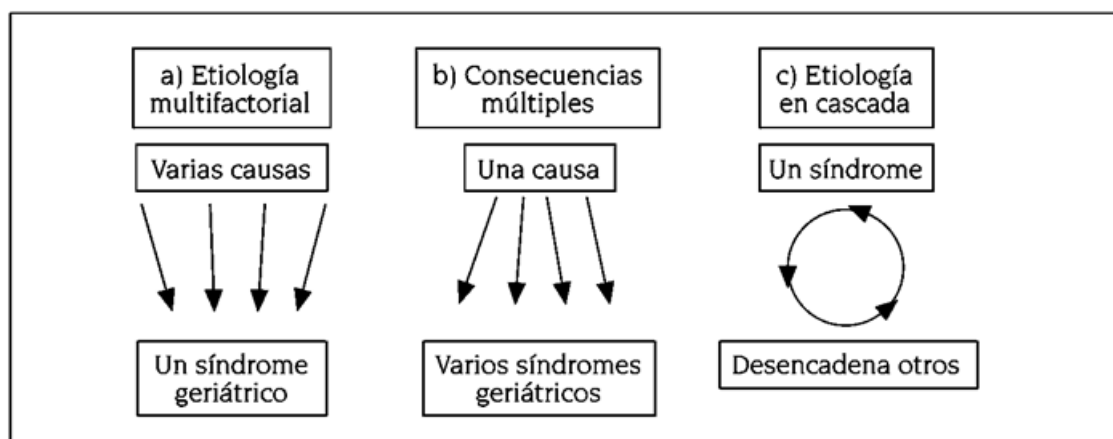 a) Etiología
multifactorial
Varias causas
Un síndrome
geriátrico
b) Consecuencias
múltiples
Una causa
Varios síndromes
geriátricos
c) Etiología
en cascada
Un síndrome
Desencadena otros